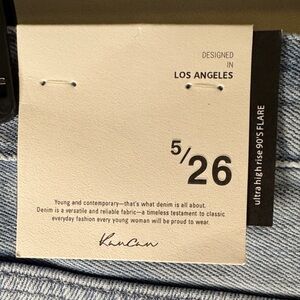 DESIGNED
IN
LOS ANGELES
5/26
ultra high rise 90'S FLARE
Young and contemporary—that's what denim is all about.
Denim is a versatile and reliable fabric—a timeless testament to classic
everyday fashion every young woman will be proud to wear.
KanCan